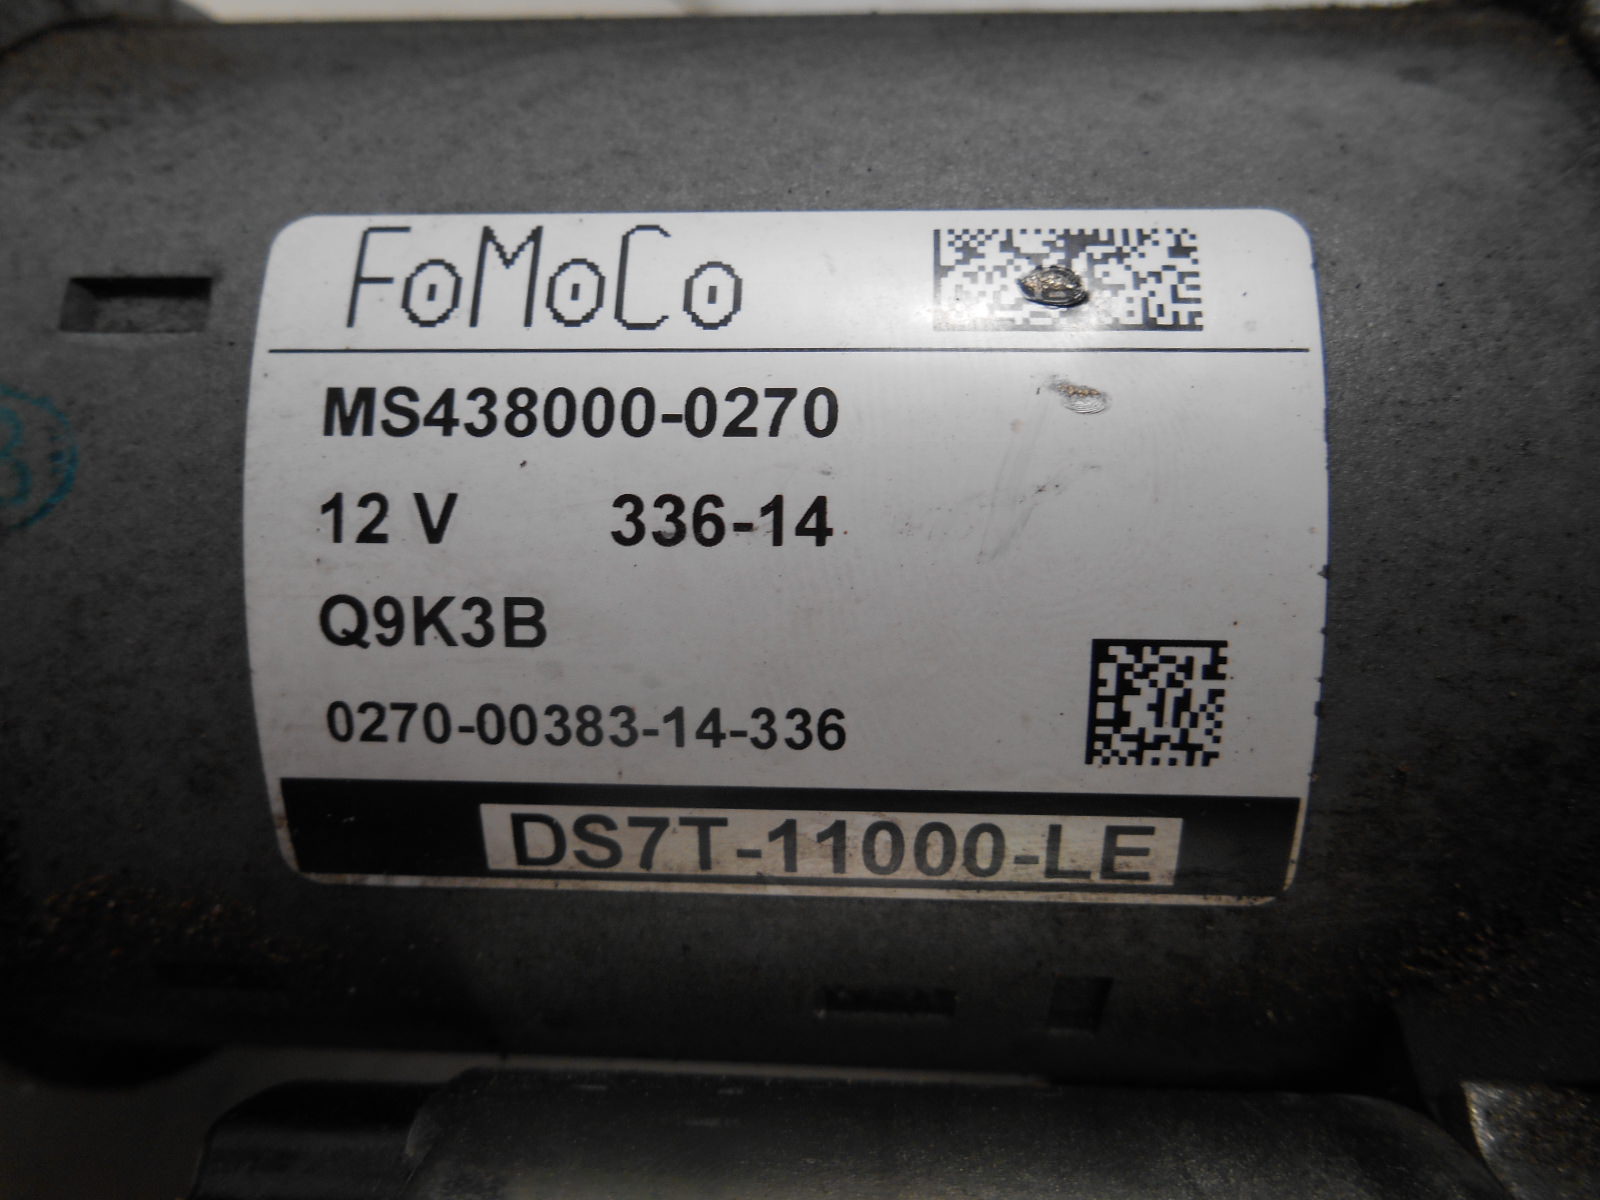 FoMoCo
MS438000-0270
12 V 336-14
Q9K3B
0270-00383-14-336
DS7T-11000-LE